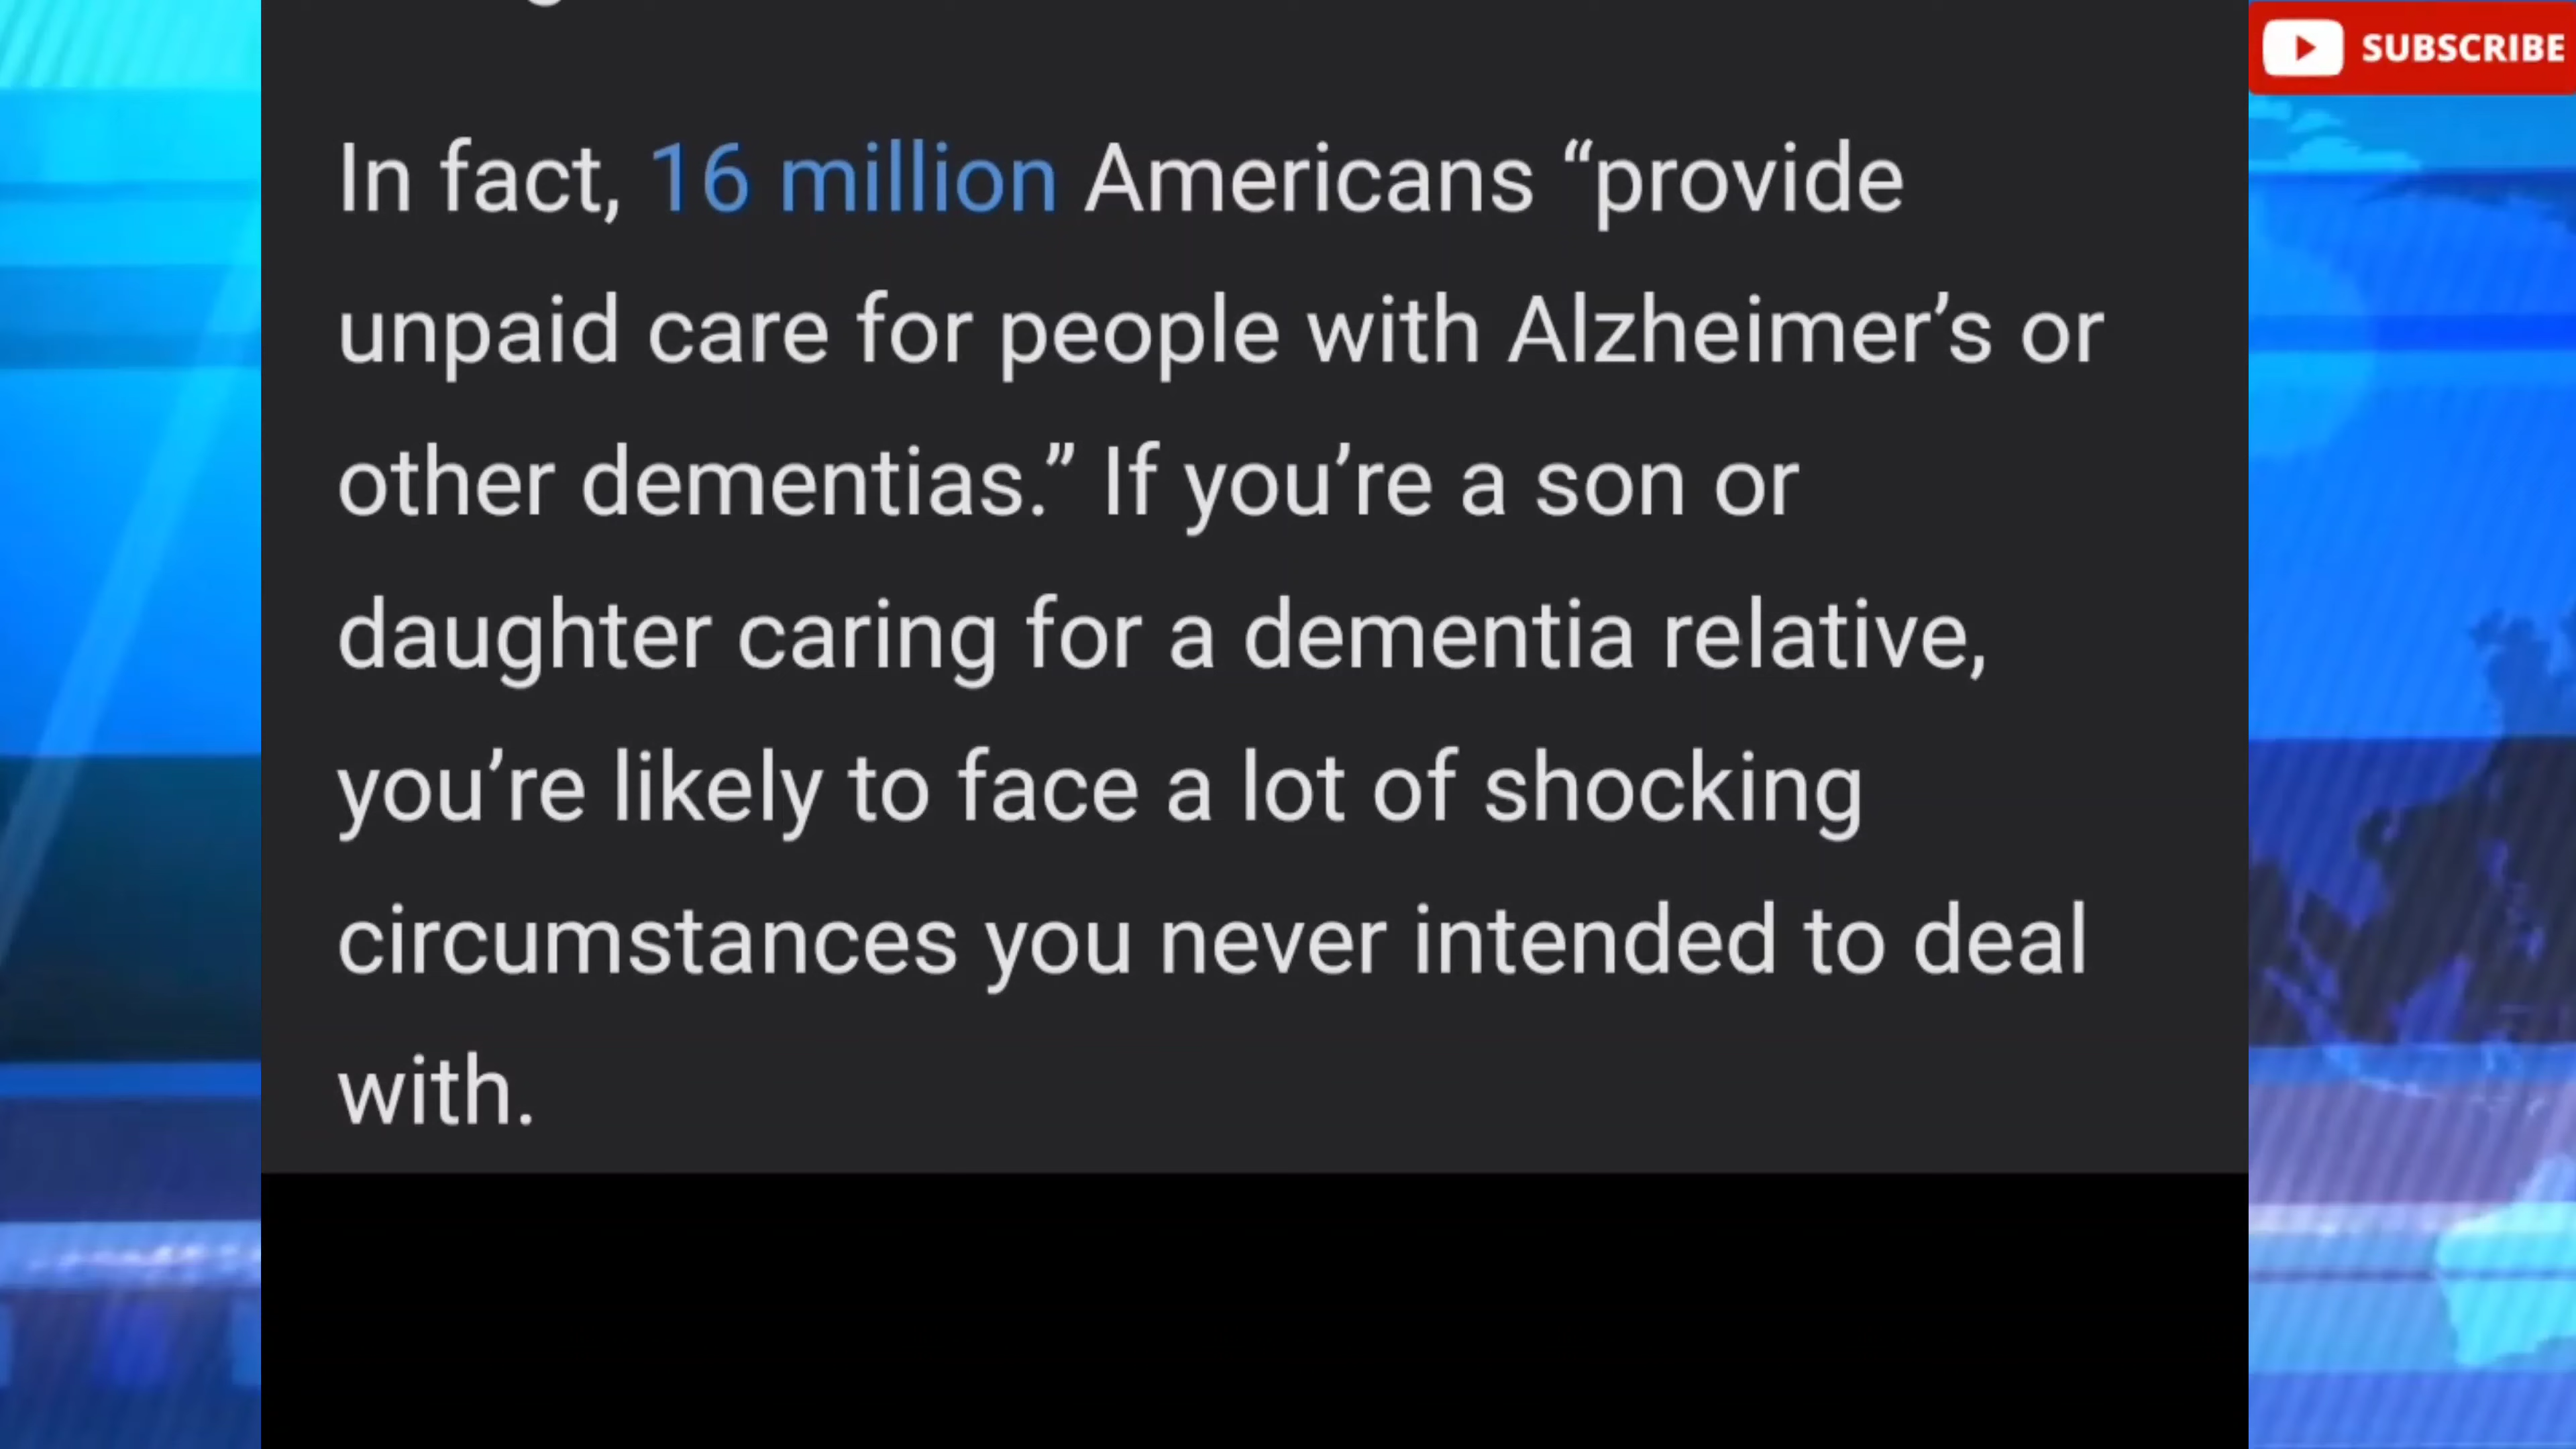 SUBSCRIBE
In fact, 16 million Americans “provide
unpaid care for people with Alzheimer’s or
other dementias.” If you’re a son or
daughter caring for a dementia relative,
you’re likely to face a lot of shocking
circumstances you never intended to deal
with.